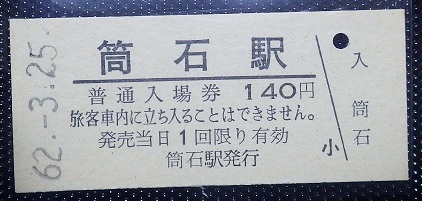 62.-3.25
筒石駅
普通入場券 140円
旅客車内に立ち入ることはできません。
発売当日1回限り有効
筒石駅発行
小
入
筒
石